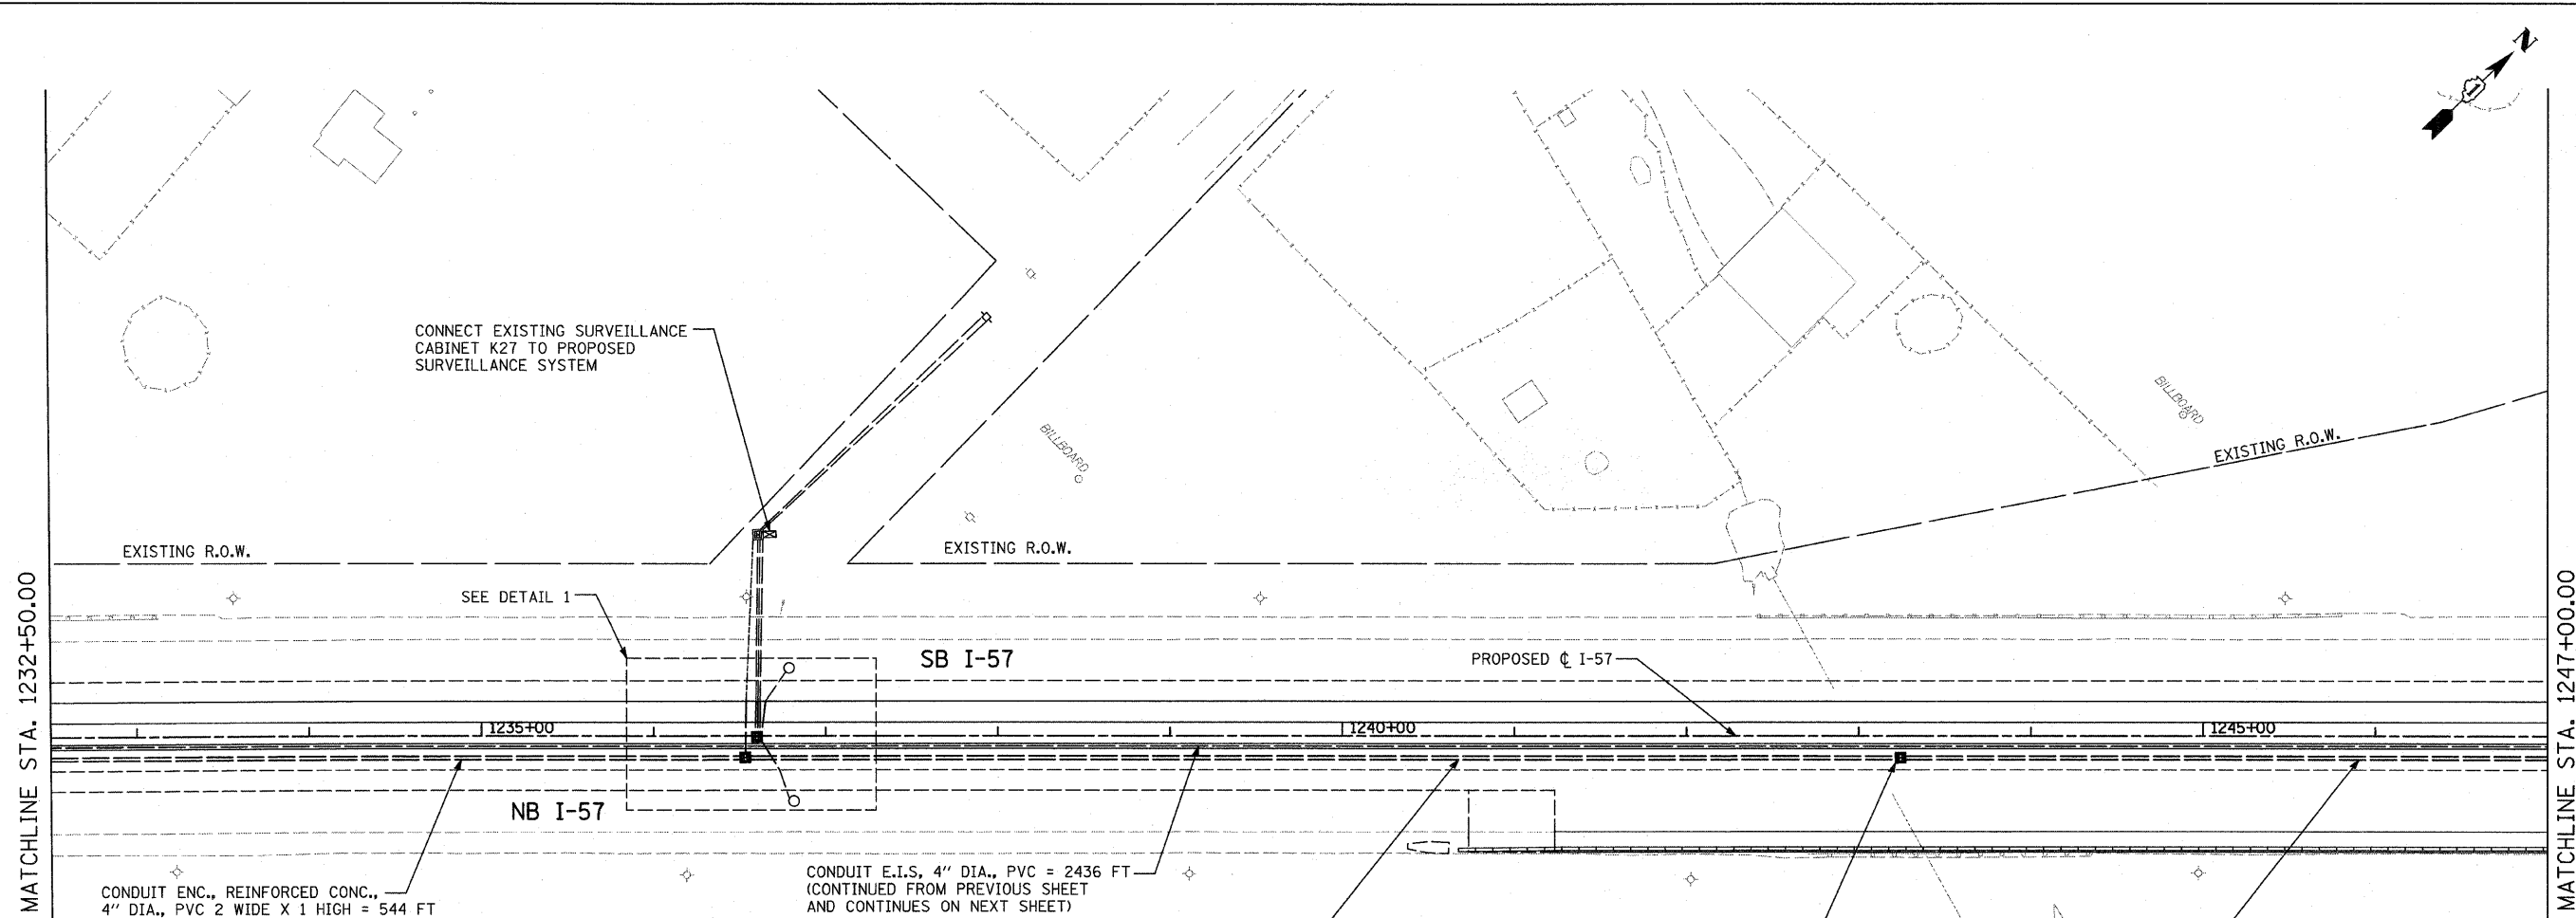 N
1
CONNECT EXISTING SURVEILLANCE
CABINET K27 TO PROPOSED
SURVEILLANCE SYSTEM
BILLBOARD
BILLBOARD
EXISTING R.O.W.
EXISTING R.O.W.
EXISTING R.O.W.
SEE DETAIL 1
SB I-57
PROPOSED ℄ I-57
MATCHLINE STA. 1232+50.00
MATCHLINE STA. 1247+00.00
1235+00
1240+00
1245+00
NB I-57
CONDUIT ENC., REINFORCED CONC.,
4" DIA., PVC 2 WIDE X 1 HIGH = 544 FT
CONDUIT E.I.S, 4" DIA., PVC = 2436 FT
(CONTINUED FROM PREVIOUS SHEET
AND CONTINUES ON NEXT SHEET)